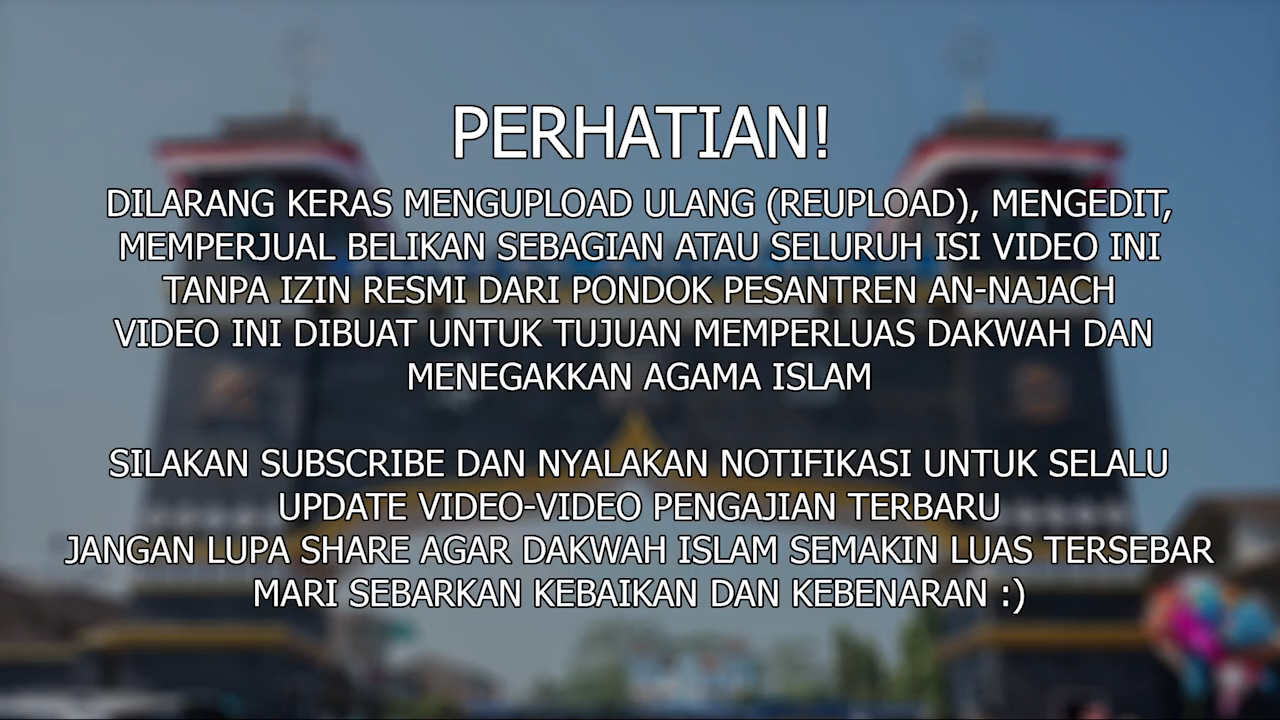 PERHATIAN!
DILARANG KERAS MENGUPLOAD ULANG (REUPLOAD), MENGEDIT,
MEMPERJUAL BELIKAN SEBAGIAN ATAU SELURUH ISI VIDEO INI
TANPA IZIN RESMI DARI PONDOK PESANTREN AN-NAJACH
VIDEO INI DIBUAT UNTUK TUJUAN MEMPERLUAS DAKWAH DAN
MENEGAKKAN AGAMA ISLAM
SILAKAN SUBSCRIBE DAN NYALAKAN NOTIFIKASI UNTUK SELALU
UPDATE VIDEO-VIDEO PENGAJIAN TERBARU
JANGAN LUPA SHARE AGAR DAKWAH ISLAM SEMAKIN LUAS TERSEBAR
MARI SEBARKAN KEBAIKAN DAN KEBENARAN :)